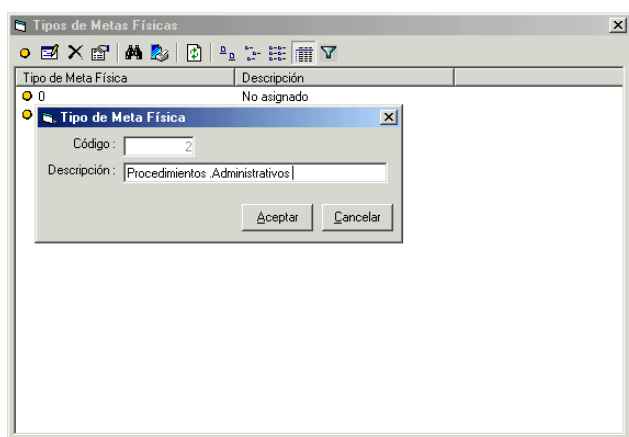 Tipos de Metas Físicas
Tipo de Meta Física Descripción
0 No asignado
Tipo de Meta Física
Código : 2
Descripción : Procedimientos .Administrativos
Aceptar Cancelar